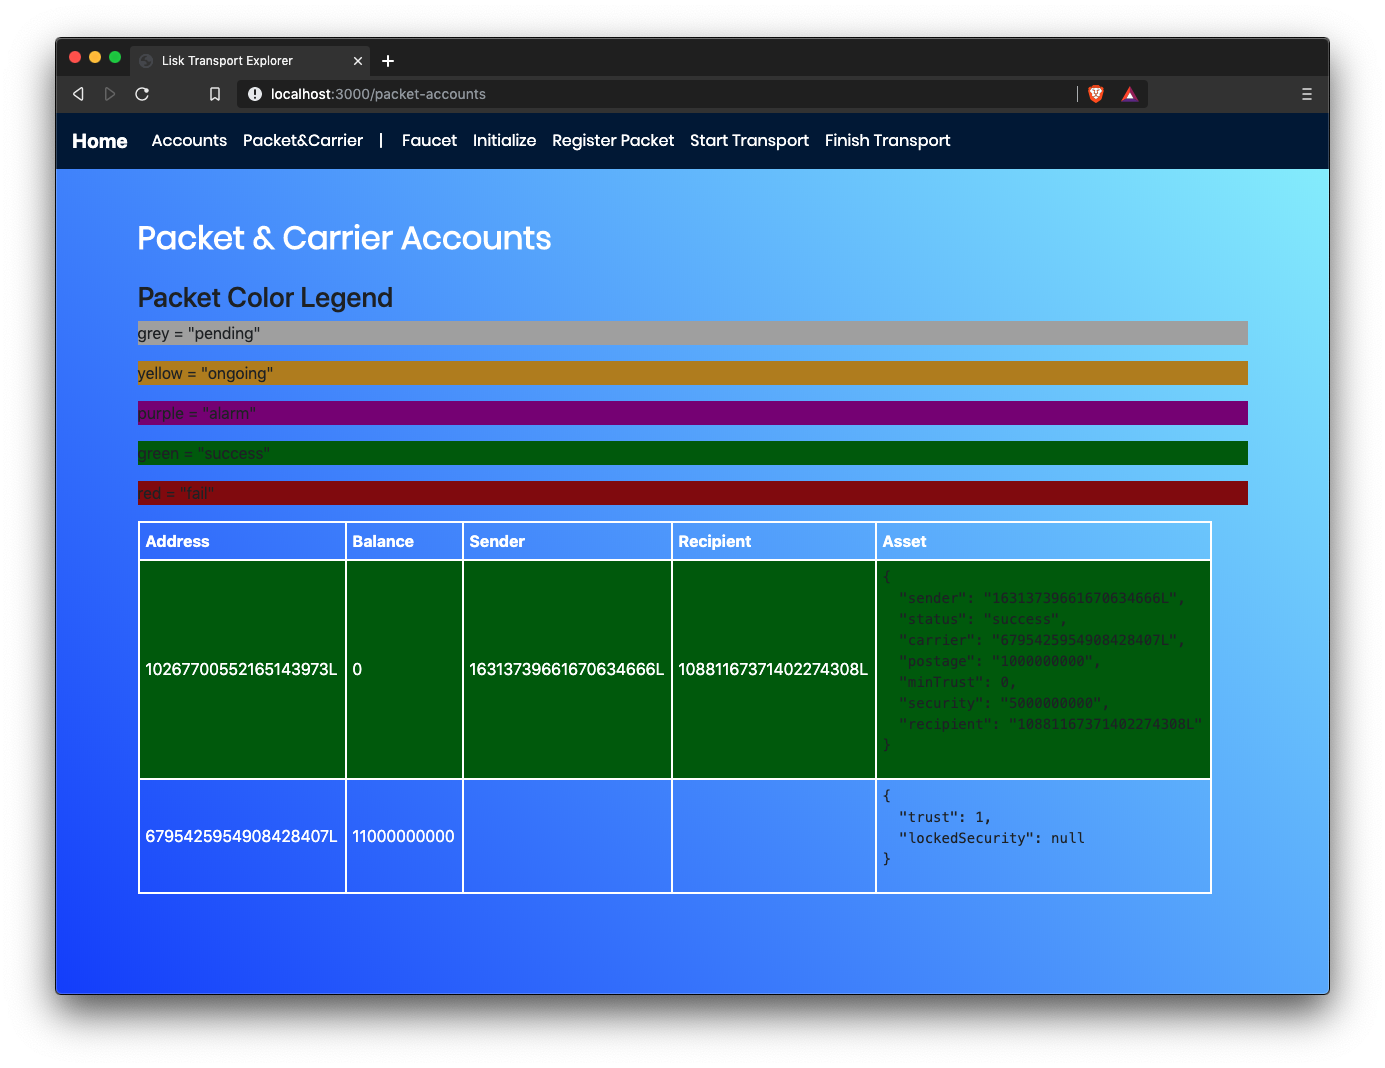 Lisk Transport Explorer
localhost:3000/packet-accounts
Home Accounts Packet&Carrier | Faucet Initialize Register Packet Start Transport Finish Transport
Packet & Carrier Accounts
Packet Color Legend
grey = "pending"
yellow = "ongoing"
purple = "alarm"
green = "success"
red = "fail"
Address Balance Sender Recipient Asset
{
"sender": "16313739661670634666L",
"status": "success",
"carrier": "6795425954908428407L",
"postage": "1000000000",
10267700552165143973L 0 16313739661670634666L 10881167371402274308L
"minTrust": 0,
"security": "5000000000",
"recipient": "10881167371402274308L"
}
{
"trust": 1,
6795425954908428407L 11000000000
"lockedSecurity": null
}